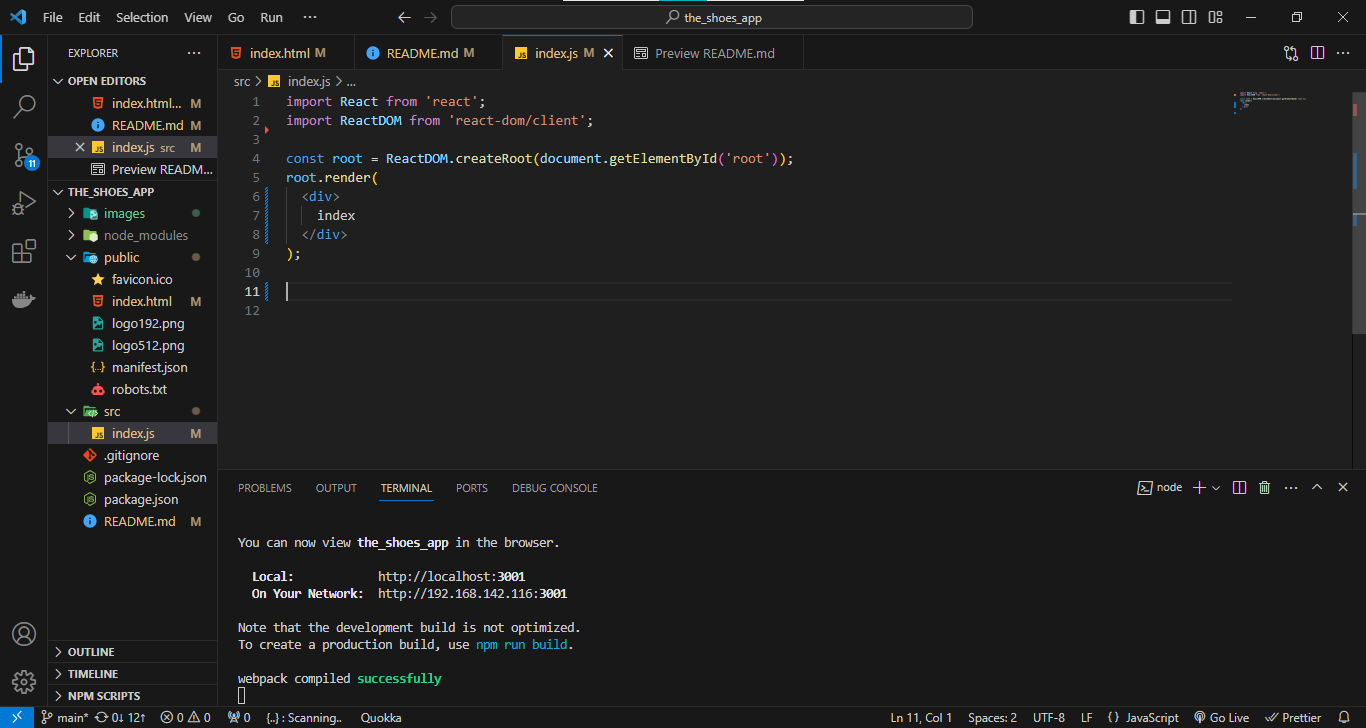 File Edit Selection View Go Run ··· the_shoes_app
EXPLORER ···
OPEN EDITORS
index.html... M
README.md M
index.js src M
Preview READM...
THE_SHOES_APP
images
node_modules
public
favicon.ico
index.html M
logo192.png
logo512.png
manifest.json
robots.txt
src
index.js M
.gitignore
package-lock.json
package.json
README.md M
OUTLINE
TIMELINE
NPM SCRIPTS
11
index.html M README.md M index.js M Preview README.md
src > index.js > ...
1 import React from 'react';
2 import ReactDOM from 'react-dom/client';
3
4 const root = ReactDOM.createRoot(document.getElementById('root'));
5 root.render(
6 <div>
7 index
8 </div>
9 );
10
11
12
PROBLEMS OUTPUT TERMINAL PORTS DEBUG CONSOLE node
You can now view the_shoes_app in the browser.
Local: http://localhost:3001
On Your Network: http://192.168.142.116:3001
Note that the development build is not optimized.
To create a production build, use npm run build.
webpack compiled successfully
main* 0↓ 12↑ 0 0 0 {..} : Scanning.. Quokka Ln 11, Col 1 Spaces: 2 UTF-8 LF {} JavaScript Go Live Prettier